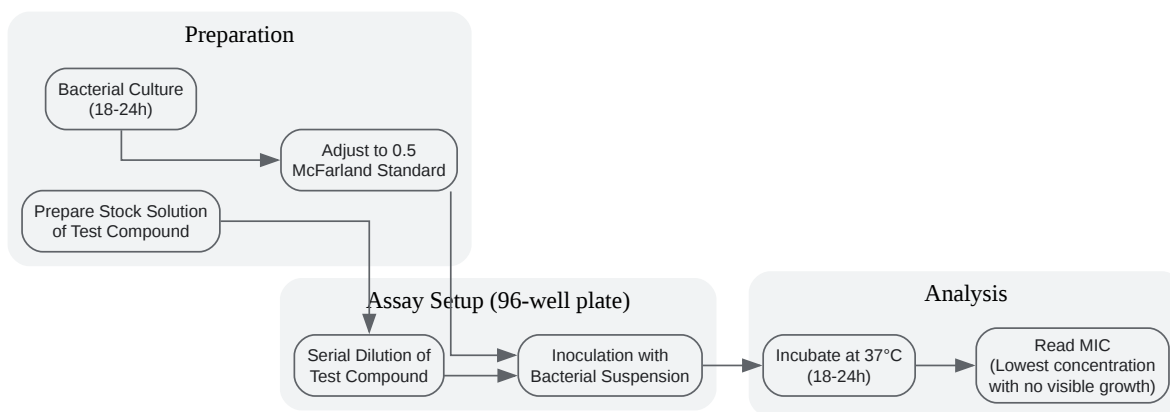 Preparation
Bacterial Culture
(18-24h)
Adjust to 0.5
McFarland Standard
Prepare Stock Solution
of Test Compound
Assay Setup (96-well plate)
Serial Dilution of
Test Compound
Inoculation with
Bacterial Suspension
Analysis
Incubate at 37°C
(18-24h)
Read MIC
(Lowest concentration
with no visible growth)